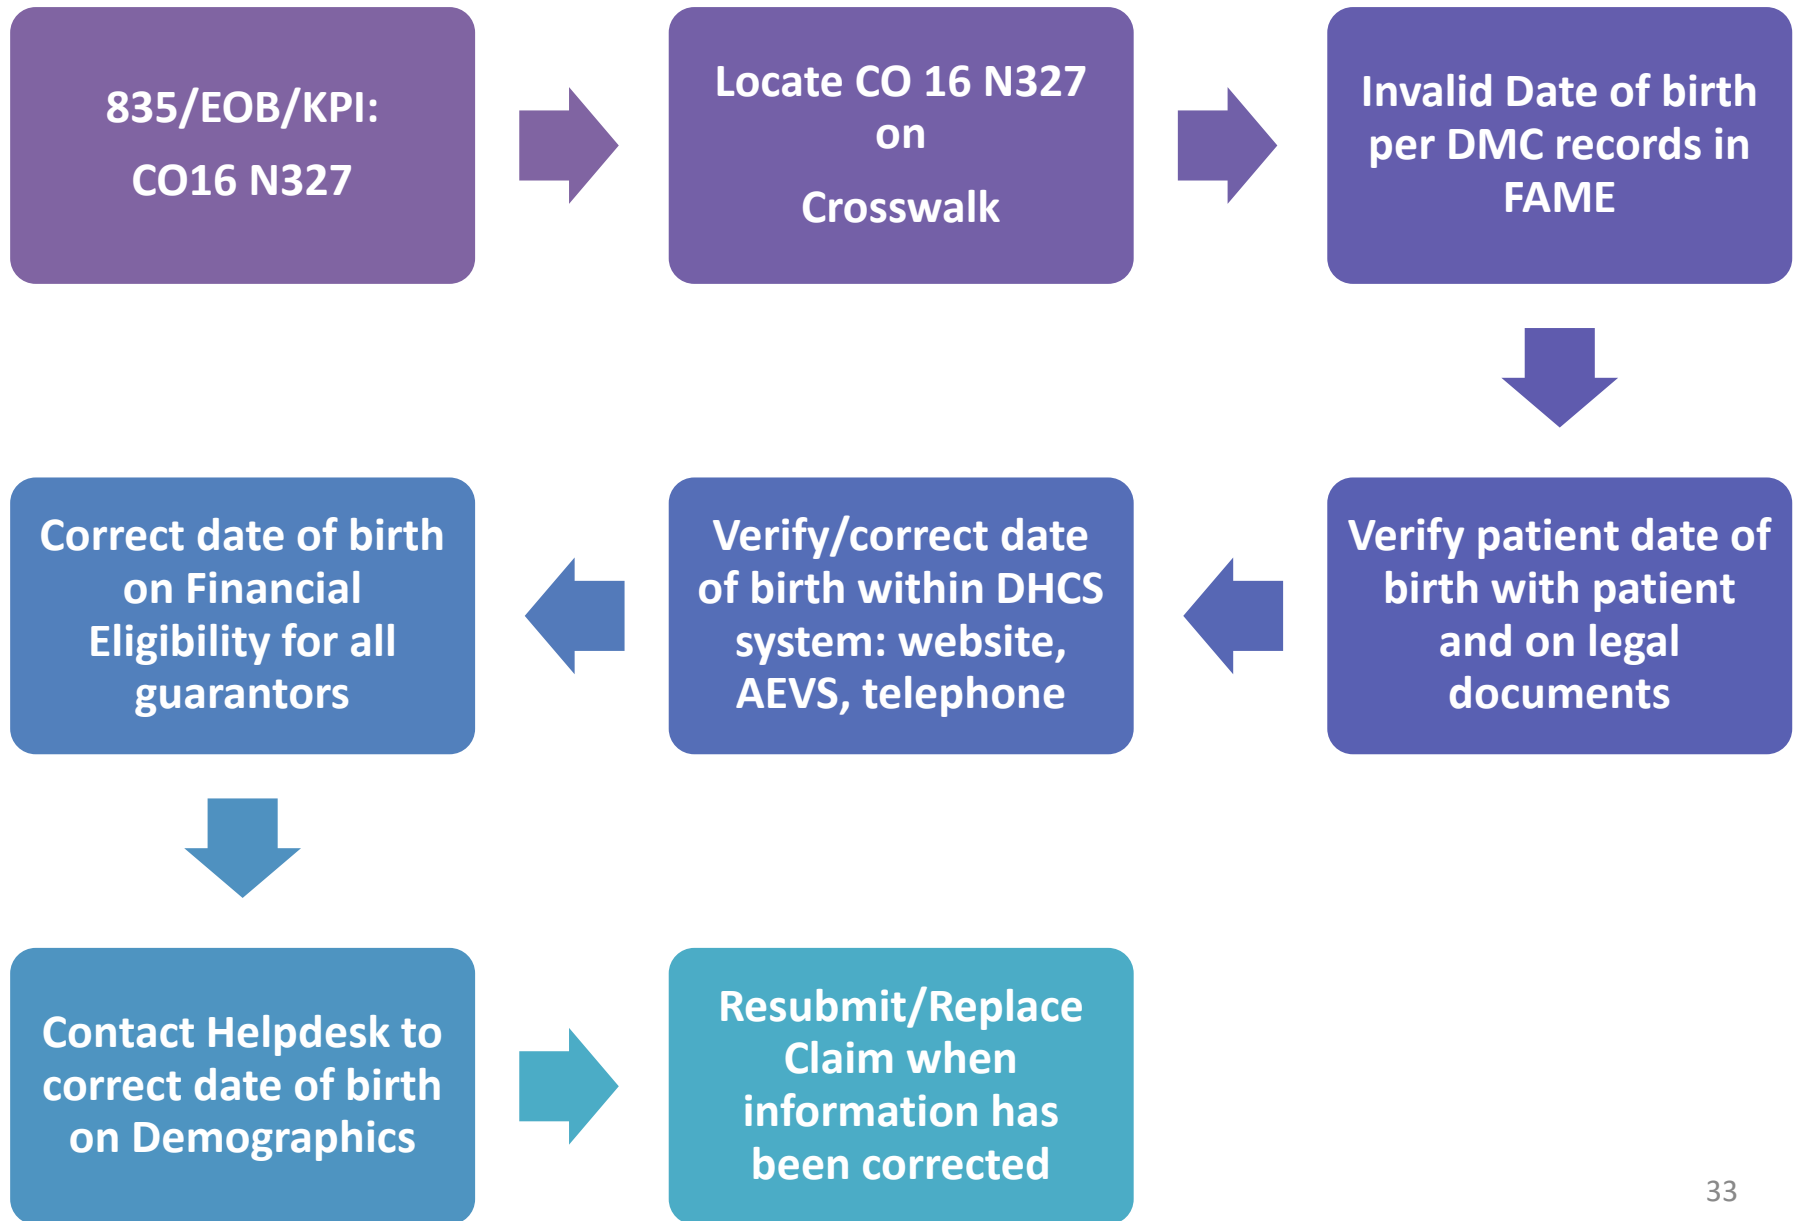 835/EOB/KPI:
CO16 N327
Locate CO 16 N327
on
Crosswalk
Invalid Date of birth
per DMC records in
FAME
Verify patient date of
birth with patient
and on legal
documents
Verify/correct date
of birth within DHCS
system: website,
AEVS, telephone
Correct date of birth
on Financial
Eligibility for all
guarantors
Contact Helpdesk to
correct date of birth
on Demographics
Resubmit/Replace
Claim when
information has
been corrected
33